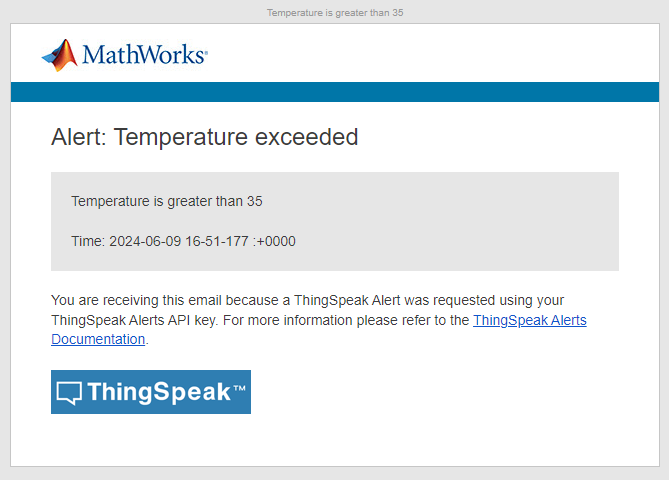 Temperature is greater than 35
MathWorks®
Alert: Temperature exceeded
Temperature is greater than 35
Time: 2024-06-09 16-51-177 :+0000
You are receiving this email because a ThingSpeak Alert was requested using your
ThingSpeak Alerts API key. For more information please refer to the ThingSpeak Alerts
Documentation.
ThingSpeak™